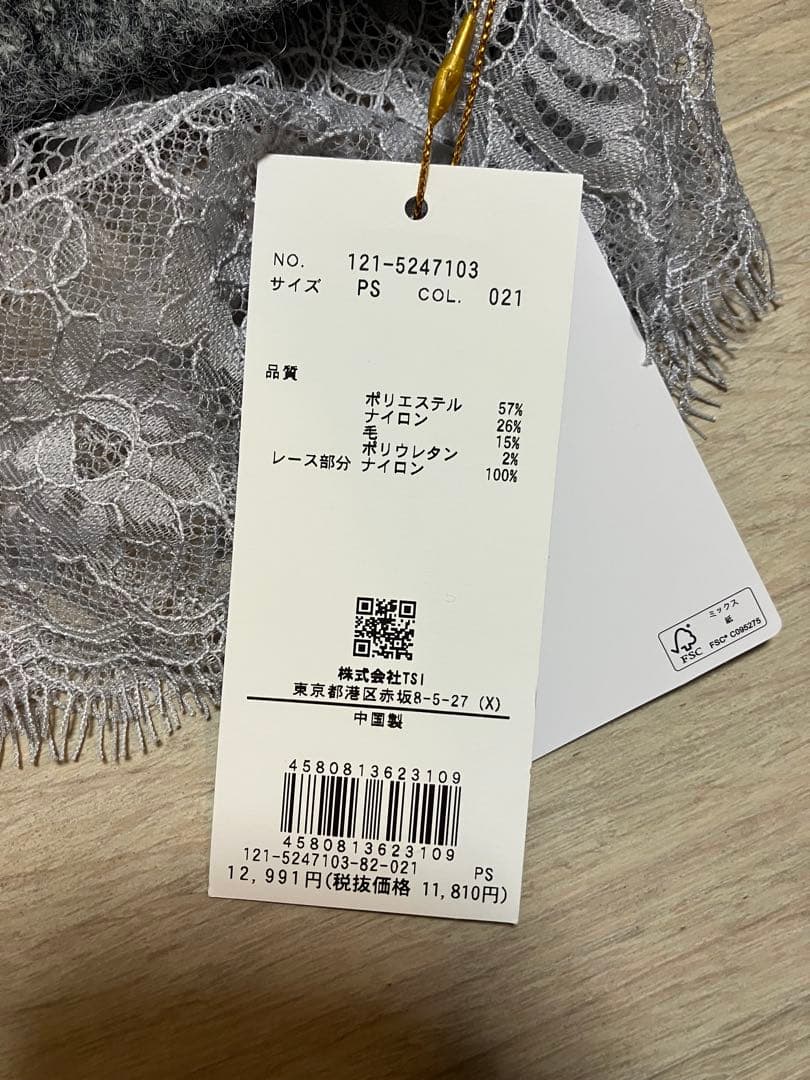 NO. 121-5247103
サイズ PS COL. 021
品質
ポリエステル 57%
ナイロン 26%
毛 15%
ポリウレタン 2%
レース部分 ナイロン 100%
株式会社TSI
東京都港区赤坂8-5-27 (X)
中国製
4580813623109
4580813623109
121-5247103-82-021 PS
12,991円(税抜価格 11,810円)
FSC
ミックス
紙
FSC® C095275